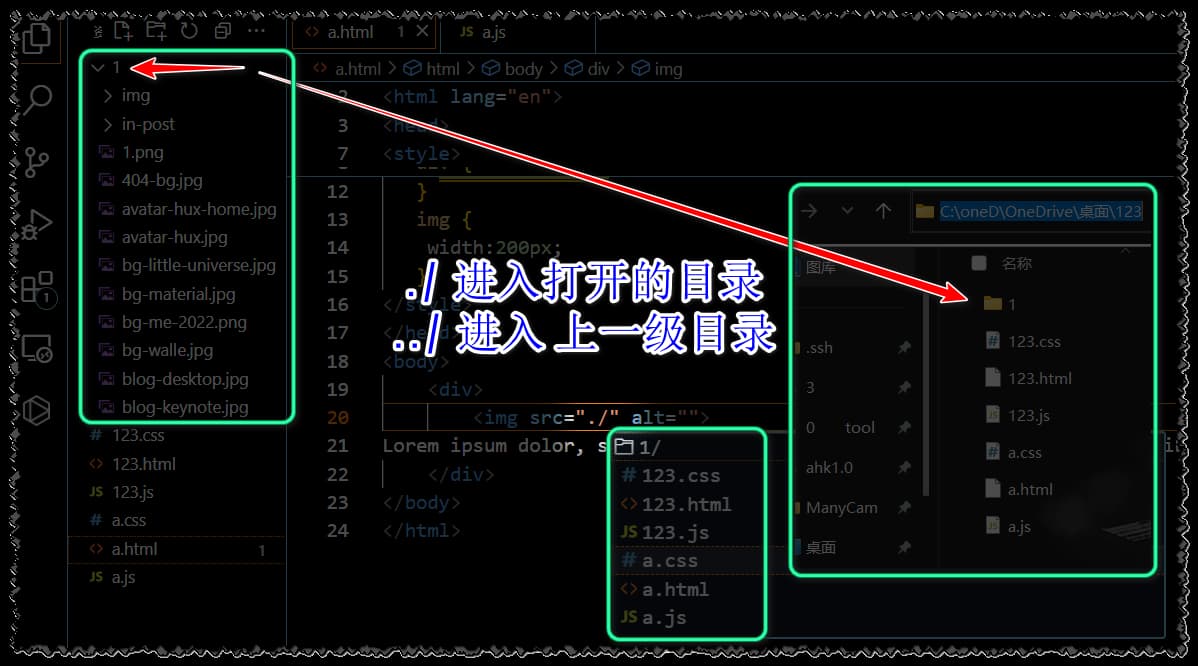 a.html 1
JS a.js
1
img
in-post
1.png
404-bg.jpg
avatar-hux-home.jpg
avatar-hux.jpg
bg-little-universe.jpg
bg-material.jpg
bg-me-2022.png
bg-walle.jpg
blog-desktop.jpg
blog-keynote.jpg
# 123.css
<> 123.html
JS 123.js
# a.css
<> a.html 1
JS a.js
<> a.html > html > body > div > img
2 <html lang="en">
3 <head>
7 <style>
12 }
13 img {
14 width:200px;
15 }
16 </style>
17 </head>
18 <body>
19 <div>
20 <img src="./" alt="">
21 Lorem ipsum dolor, s
22 </div>
23 </body>
24 </html>
./ 进入打开的目录
../ 进入 上一级目录
1/
# 123.css
<> 123.html
JS 123.js
# a.css
<> a.html
JS a.js
C:\oneD\OneDrive\桌面\123
图库
.ssh
3
0 tool
ahk1.0
ManyCam
桌面
名称
1
123.css
123.html
123.js
a.css
a.html
a.js
1